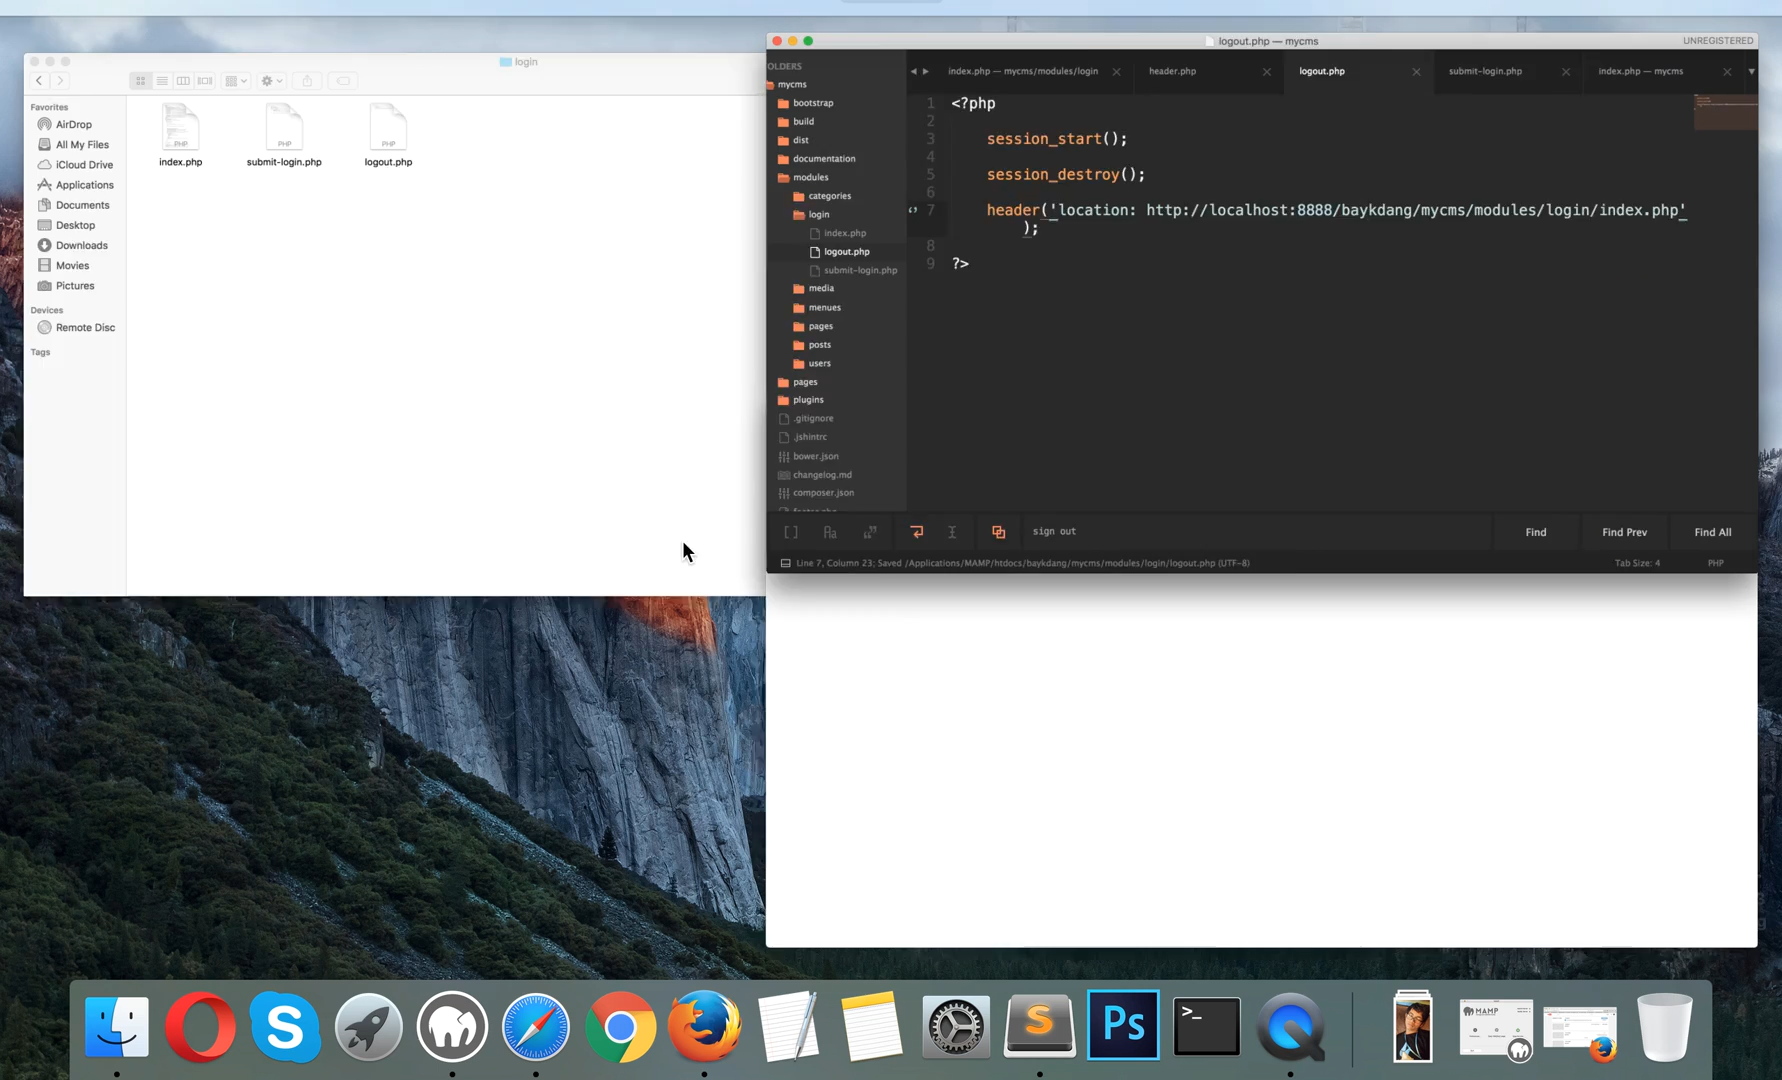 login
Favorites
AirDrop
All My Files
iCloud Drive
Applications
Documents
Desktop
Downloads
Movies
Pictures
Devices
Remote Disc
Tags
PHP
PHP
PHP
index.php
submit-login.php
logout.php
logout.php — mycms
UNREGISTERED
OLDERS
mycms
bootstrap
build
dist
documentation
modules
categories
login
index.php
logout.php
submit-login.php
media
menues
pages
posts
users
pages
plugins
.gitignore
.jshintrc
bower.json
changelog.md
composer.json
index.php — mycms/modules/login
header.php
logout.php
submit-login.php
index.php — mycms
1 <?php
2
3 session_start();
4
5 session_destroy();
6
7 header('location: http://localhost:8888/baykdang/mycms/modules/login/index.php'
);
8
9 ?>
sign out
Find
Find Prev
Find All
Line 7, Column 23; Saved /Applications/MAMP/htdocs/baykdang/mycms/modules/login/logout.php (UTF-8)
Tab Size: 4
PHP
S
S
Ps
>_
MAMP